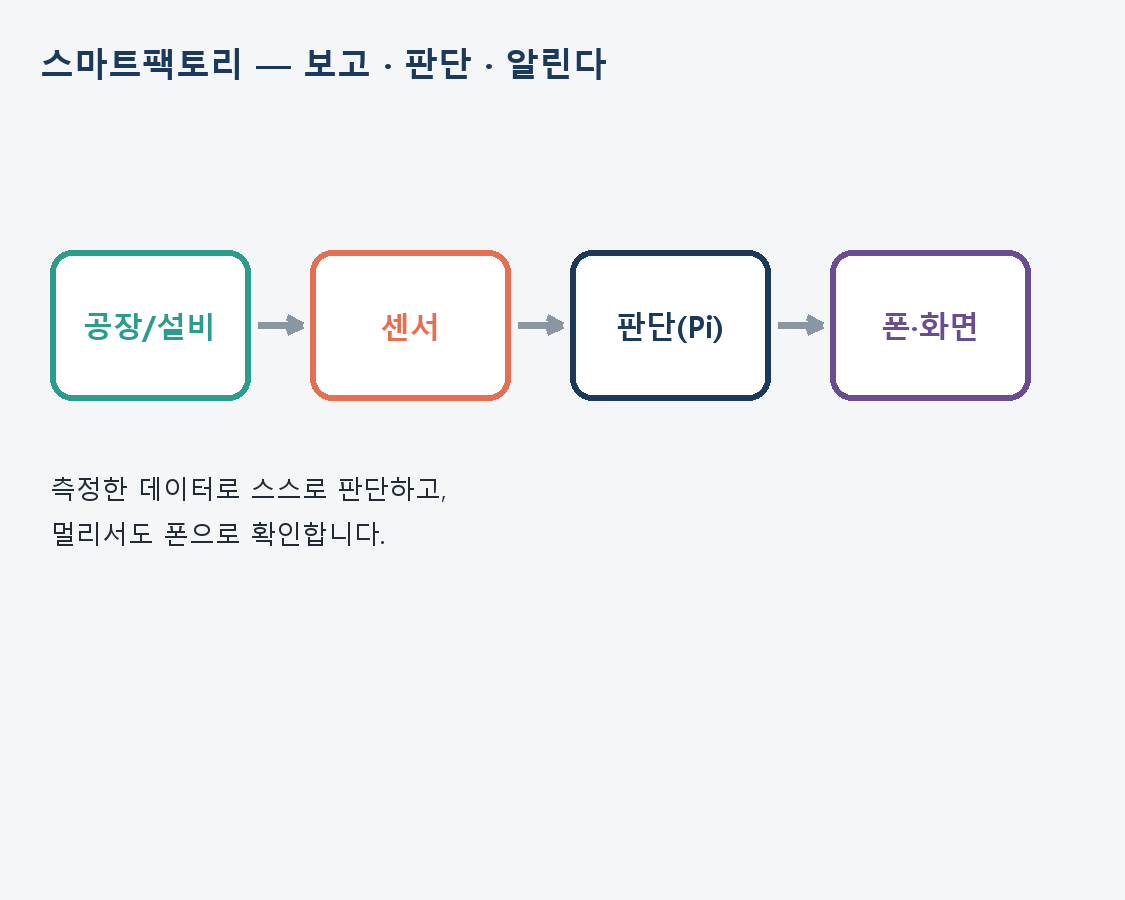 스마트팩토리 — 보고 · 판단 · 알린다
공장/설비
센서
판단(Pi)
폰·화면
측정한 데이터로 스스로 판단하고,
멀리서도 폰으로 확인합니다.